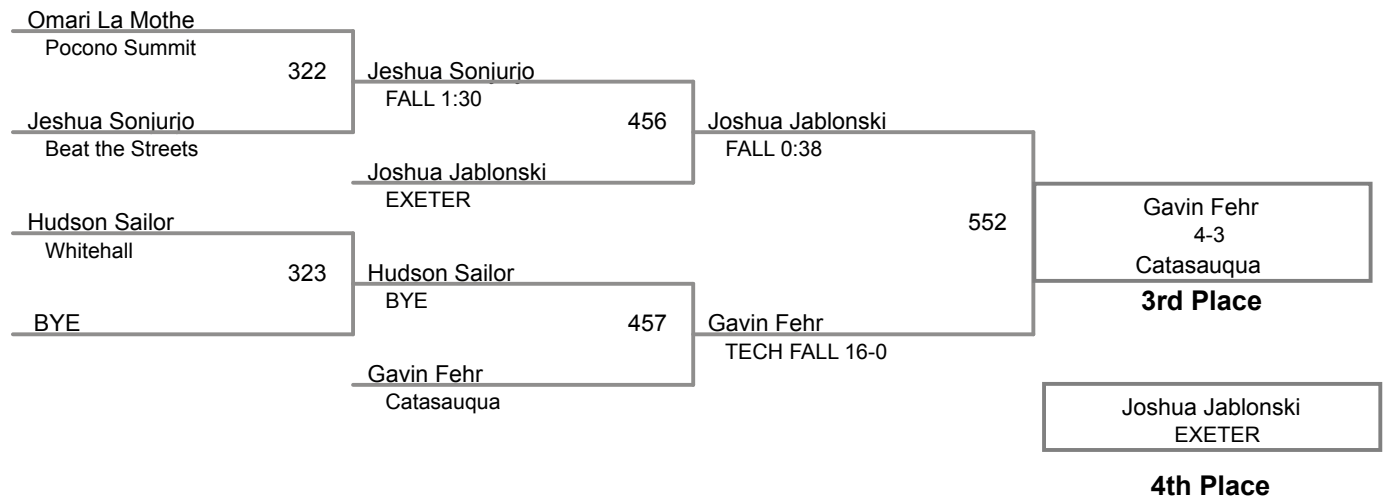 Omari La Mothe
Pocono Summit
322
Jeshua Sonjurjo
FALL 1:30
Jeshua Sonjurjo
Beat the Streets
456
Joshua Jablonski
FALL 0:38
Joshua Jablonski
EXETER
Hudson Sailor
Whitehall
552
Gavin Fehr
4-3
Catasauqua
3rd Place
323
Hudson Sailor
BYE
BYE
457
Gavin Fehr
TECH FALL 16-0
Gavin Fehr
Catasauqua
Joshua Jablonski
EXETER
4th Place